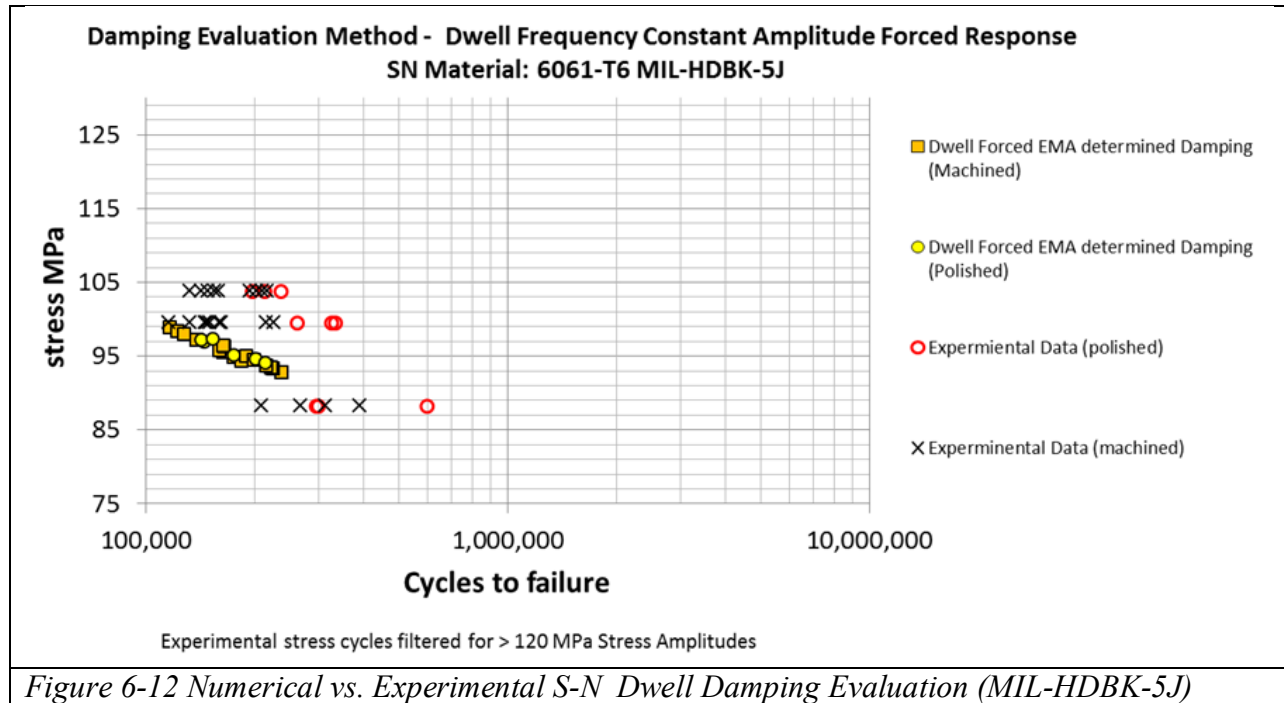 Damping Evaluation Method - Dwell Frequency Constant Amplitude Forced Response
SN Material: 6061-T6 MIL-HDBK-5J
stress MPa
125
115
105
95
85
75
100,000
1,000,000
10,000,000
Cycles to failure
Dwell Forced EMA determined Damping
(Machined)
Dwell Forced EMA determined Damping
(Polished)
Expermiental Data (polished)
Experminental Data (machined)
Experimental stress cycles filtered for > 120 MPa Stress Amplitudes
Figure 6-12 Numerical vs. Experimental S-N Dwell Damping Evaluation (MIL-HDBK-5J)